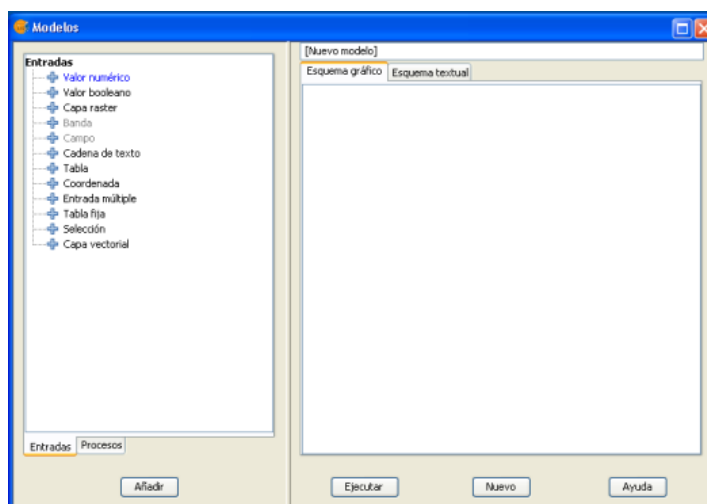 Modelos
Entradas
Valor numérico
Valor booleano
Capa raster
Banda
Campo
Cadena de texto
Tabla
Coordenada
Entrada múltiple
Tabla fija
Selección
Capa vectorial
Entradas Procesos
Añadir
[Nuevo modelo]
Esquema gráfico Esquema textual
Ejecutar Nuevo Ayuda